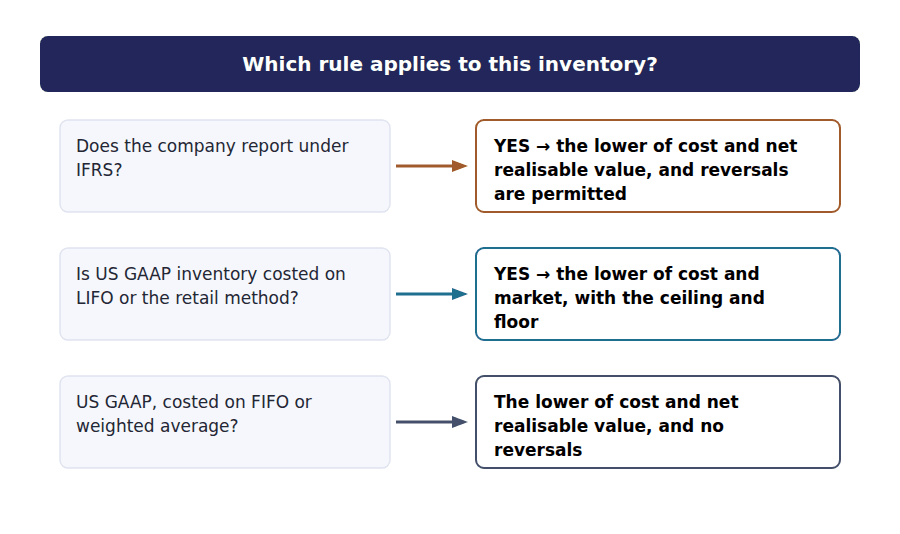 Which rule applies to this inventory?
Does the company report under
IFRS?
YES → the lower of cost and net
realisable value, and reversals
are permitted
Is US GAAP inventory costed on
LIFO or the retail method?
YES → the lower of cost and
market, with the ceiling and
floor
US GAAP, costed on FIFO or
weighted average?
The lower of cost and net
realisable value, and no
reversals